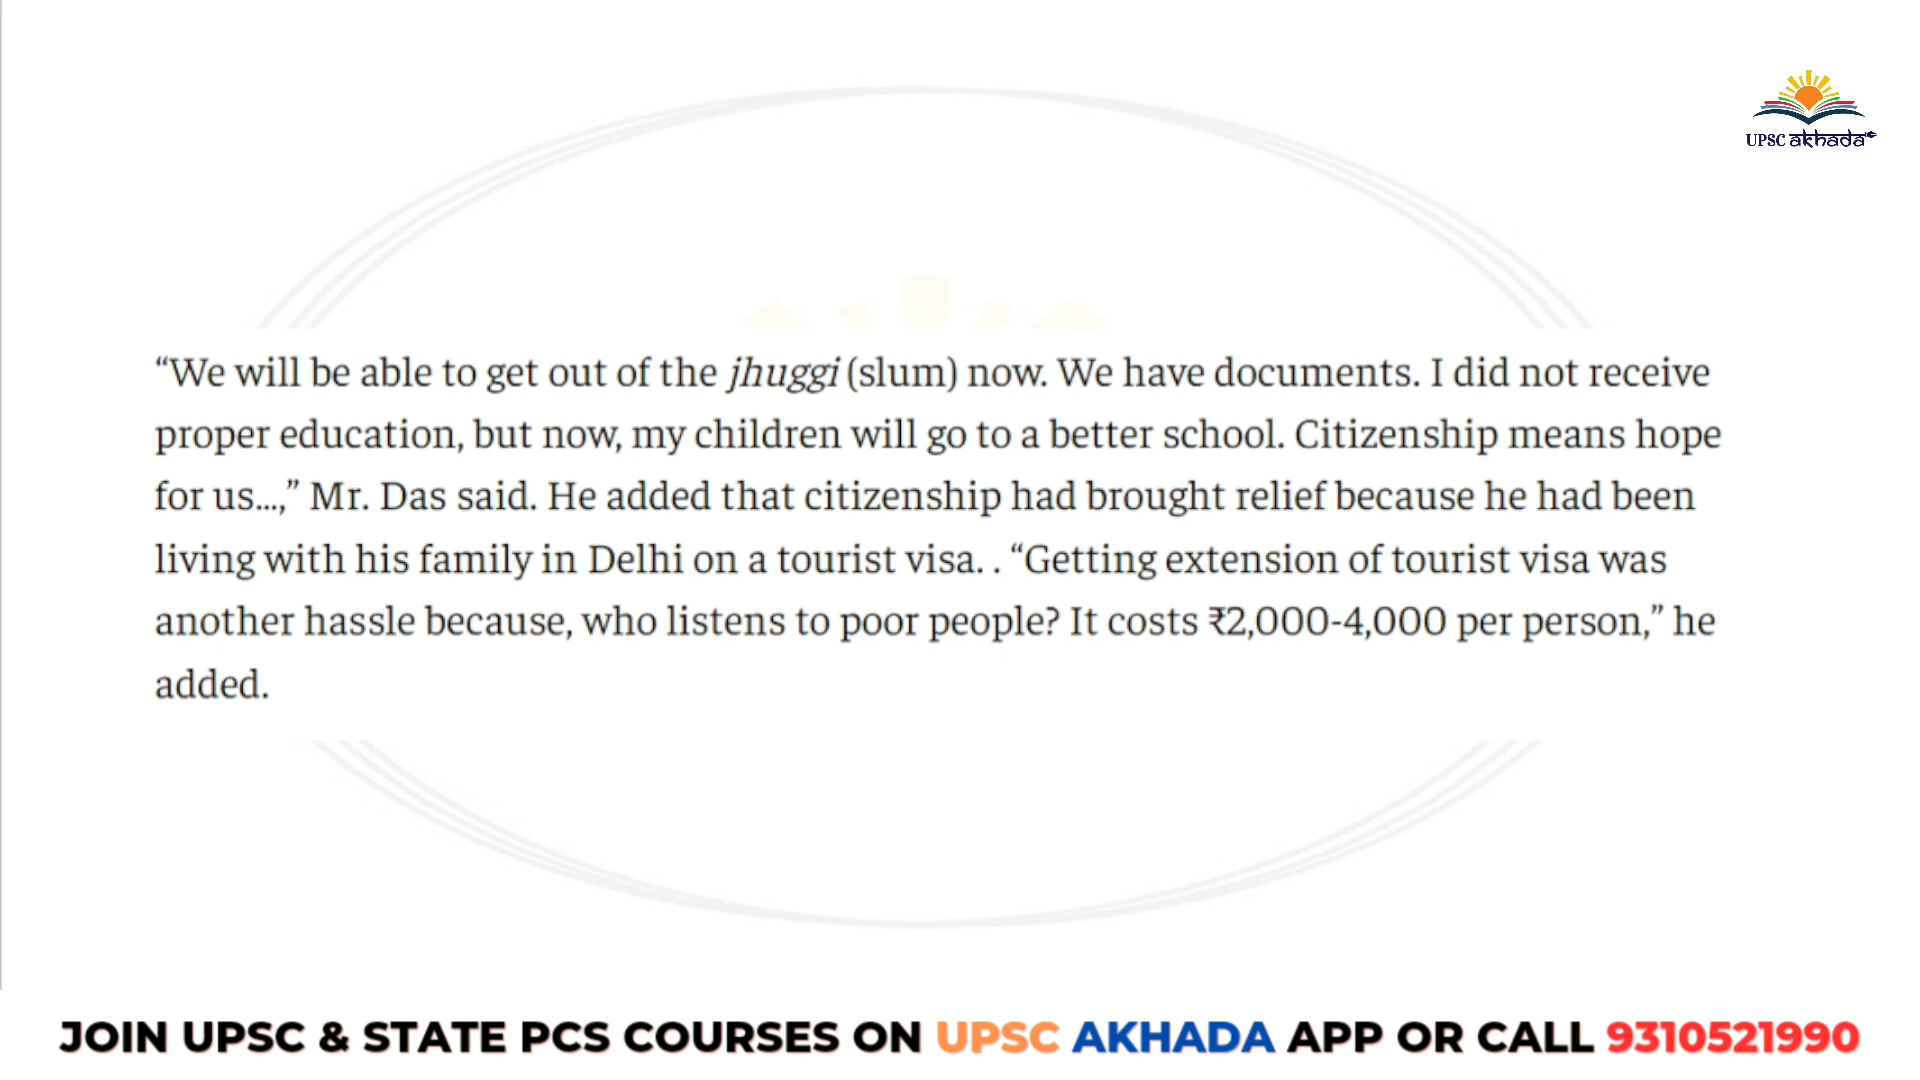 UPSC akhada
“We will be able to get out of the jhuggi (slum) now. We have documents. I did not receive
proper education, but now, my children will go to a better school. Citizenship means hope
for us...,” Mr. Das said. He added that citizenship had brought relief because he had been
living with his family in Delhi on a tourist visa. . “Getting extension of tourist visa was
another hassle because, who listens to poor people? It costs ₹2,000-4,000 per person,” he
added.
JOIN UPSC & STATE PCS COURSES ON UPSC AKHADA APP OR CALL 9310521990